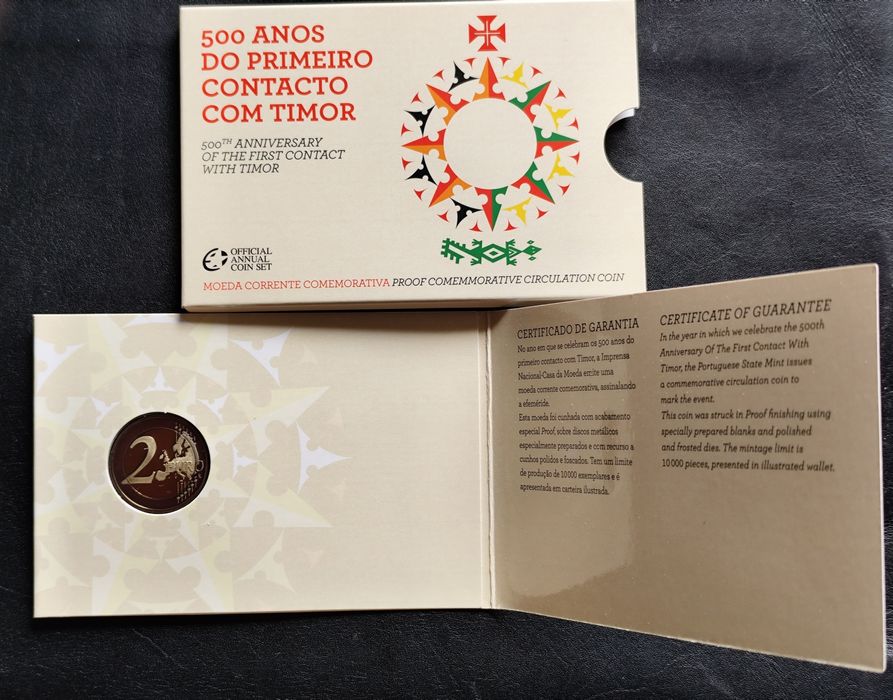 500 ANOS
DO PRIMEIRO
CONTACTO
COM TIMOR
500TH ANNIVERSARY
OF THE FIRST CONTACT
WITH TIMOR
OFFICIAL
ANNUAL
COIN SET
MOEDA CORRENTE COMEMORATIVA PROOF COMEMMORATIVE CIRCULATION COIN
CERTIFICADO DE GARANTIA
No ano em que se celebram os 500 anos do
primeiro contacto com Timor, a Imprensa
Nacional-Casa da Moeda emite uma
moeda corrente comemorativa, assinalando
a efeméride.
Esta moeda foi cunhada com acabamento
especial Proof, sobre discos metálicos
especialmente preparados e com recurso a
cunhos polidos e foscados. Tem um limite
de produção de 10 000 exemplares e é
apresentada em carteira ilustrada.
CERTIFICATE OF GUARANTEE
In the year in which we celebrate the 500th
Anniversary Of The First Contact With
Timor, the Portuguese State Mint issues
a commemorative circulation coin to
mark the event.
This coin was struck in Proof finishing using
specially prepared blanks and polished
and frosted dies. The mintage limit is
10 000 pieces, presented in illustrated wallet.
2 EURO